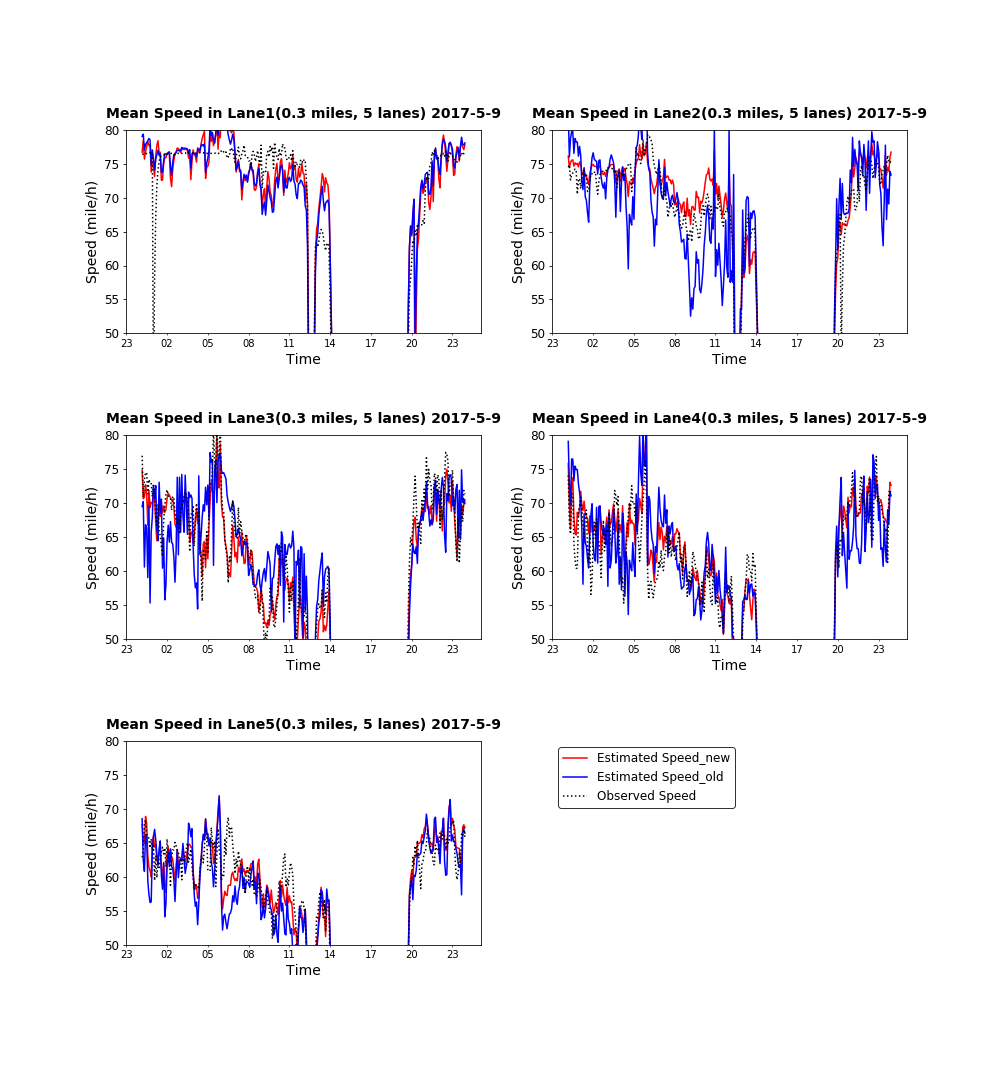 Mean Speed in Lane1(0.3 miles, 5 lanes) 2017-5-9
80
75
70
65
60
55
50
Speed (mile/h)
23 02 05 08 11 14 17 20 23
Time
Mean Speed in Lane2(0.3 miles, 5 lanes) 2017-5-9
80
75
70
65
60
55
50
Speed (mile/h)
23 02 05 08 11 14 17 20 23
Time
Mean Speed in Lane3(0.3 miles, 5 lanes) 2017-5-9
80
75
70
65
60
55
50
Speed (mile/h)
23 02 05 08 11 14 17 20 23
Time
Mean Speed in Lane4(0.3 miles, 5 lanes) 2017-5-9
80
75
70
65
60
55
50
Speed (mile/h)
23 02 05 08 11 14 17 20 23
Time
Mean Speed in Lane5(0.3 miles, 5 lanes) 2017-5-9
80
75
70
65
60
55
50
Speed (mile/h)
23 02 05 08 11 14 17 20 23
Time
Estimated Speed_new
Estimated Speed_old
Observed Speed